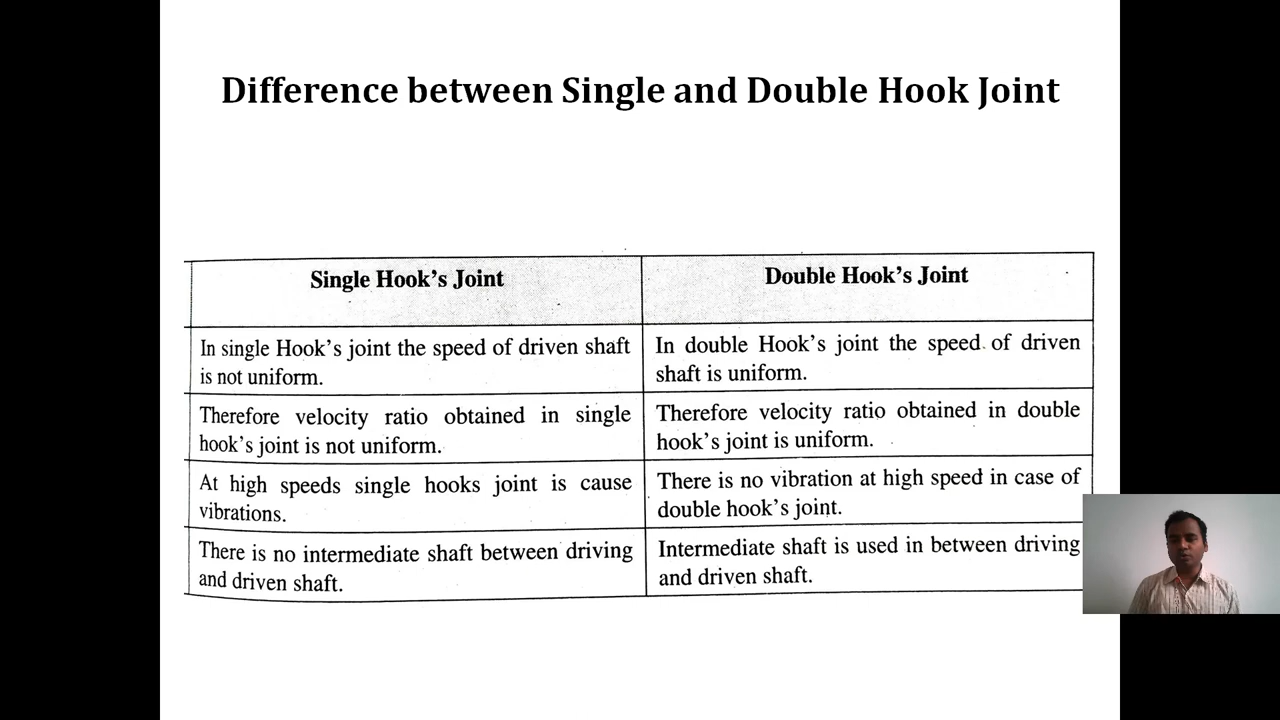 Difference between Single and Double Hook Joint
Single Hook's Joint
Double Hook's Joint
In single Hook's joint the speed of driven shaft
is not uniform.
In double Hook's joint the speed of driven
shaft is uniform.
Therefore velocity ratio obtained in single
hook's joint is not uniform.
Therefore velocity ratio obtained in double
hook's joint is uniform.
At high speeds single hooks joint is cause
vibrations.
There is no vibration at high speed in case of
double hook's joint.
There is no intermediate shaft between driving
and driven shaft.
Intermediate shaft is used in between driving
and driven shaft.